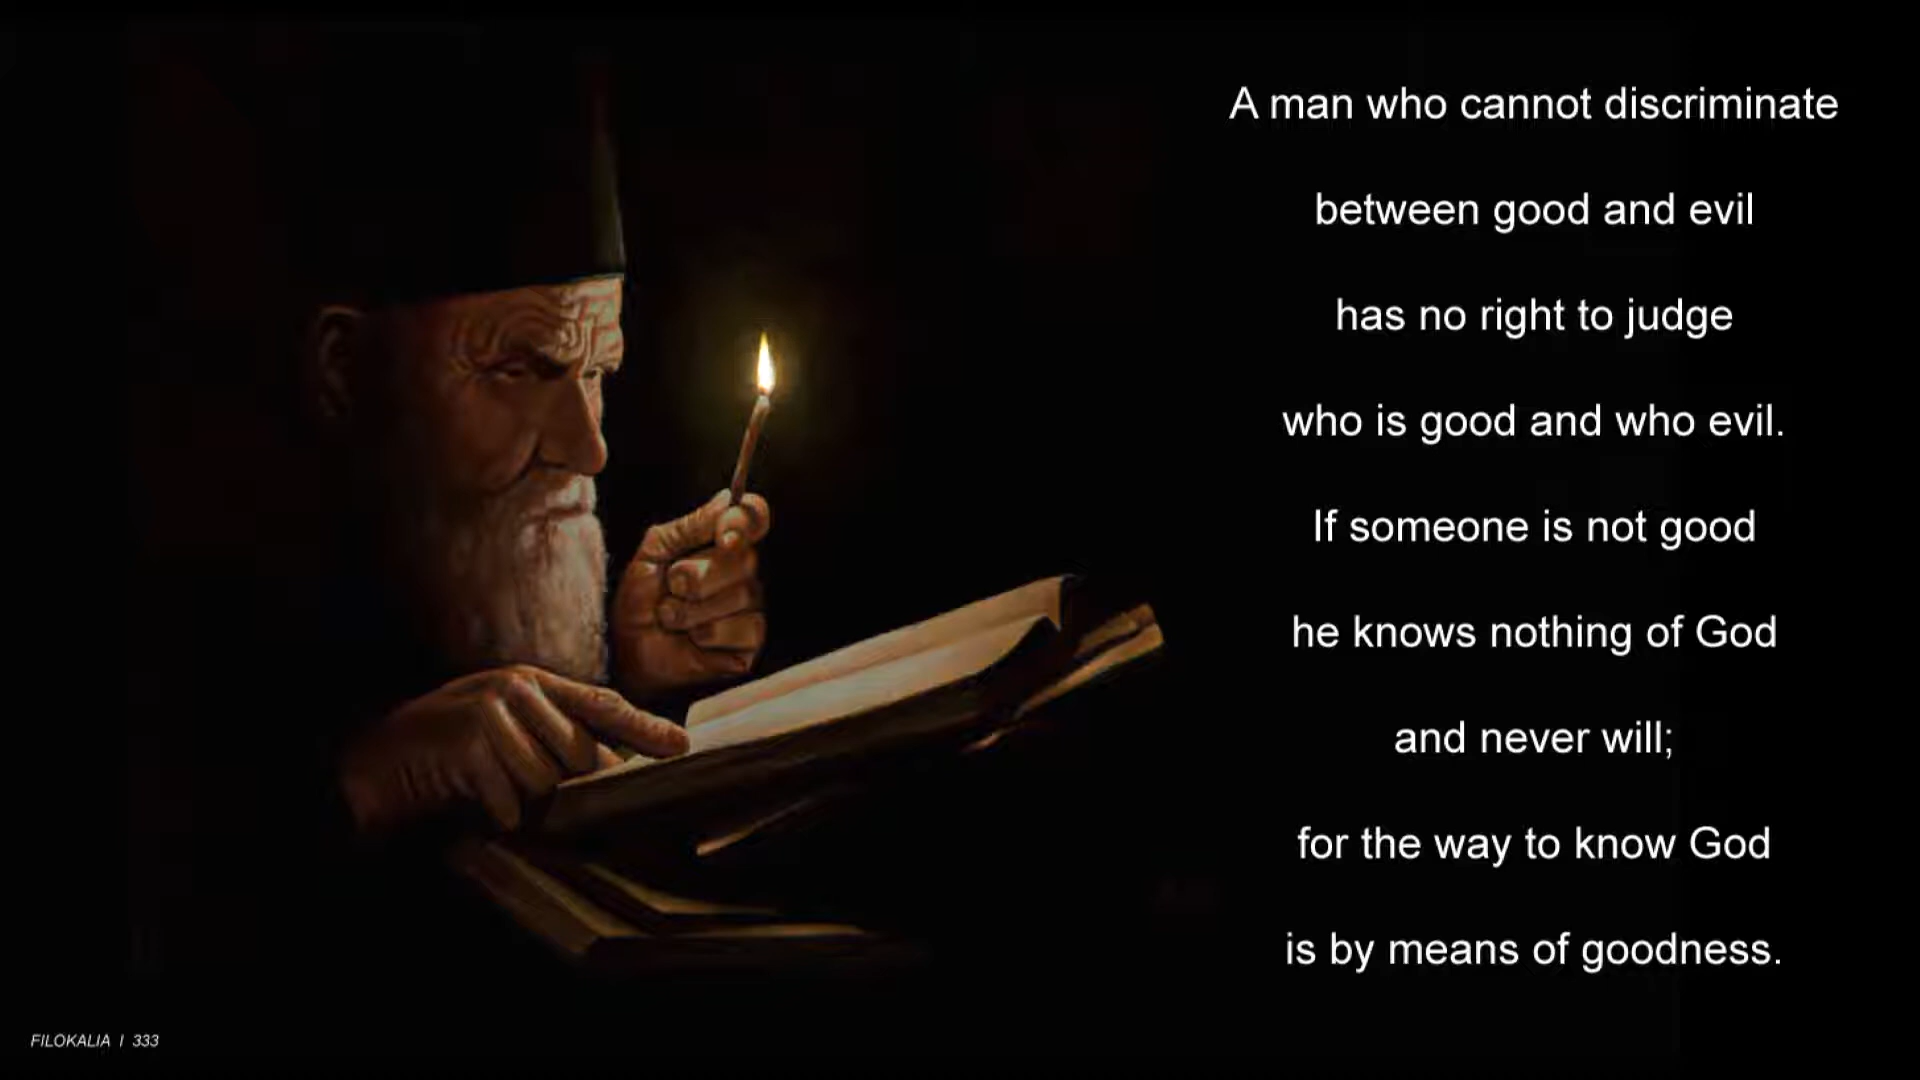 A man who cannot discriminate
between good and evil
has no right to judge
who is good and who evil.
If someone is not good
he knows nothing of God
and never will;
for the way to know God
is by means of goodness.
FILOKALIA I 333